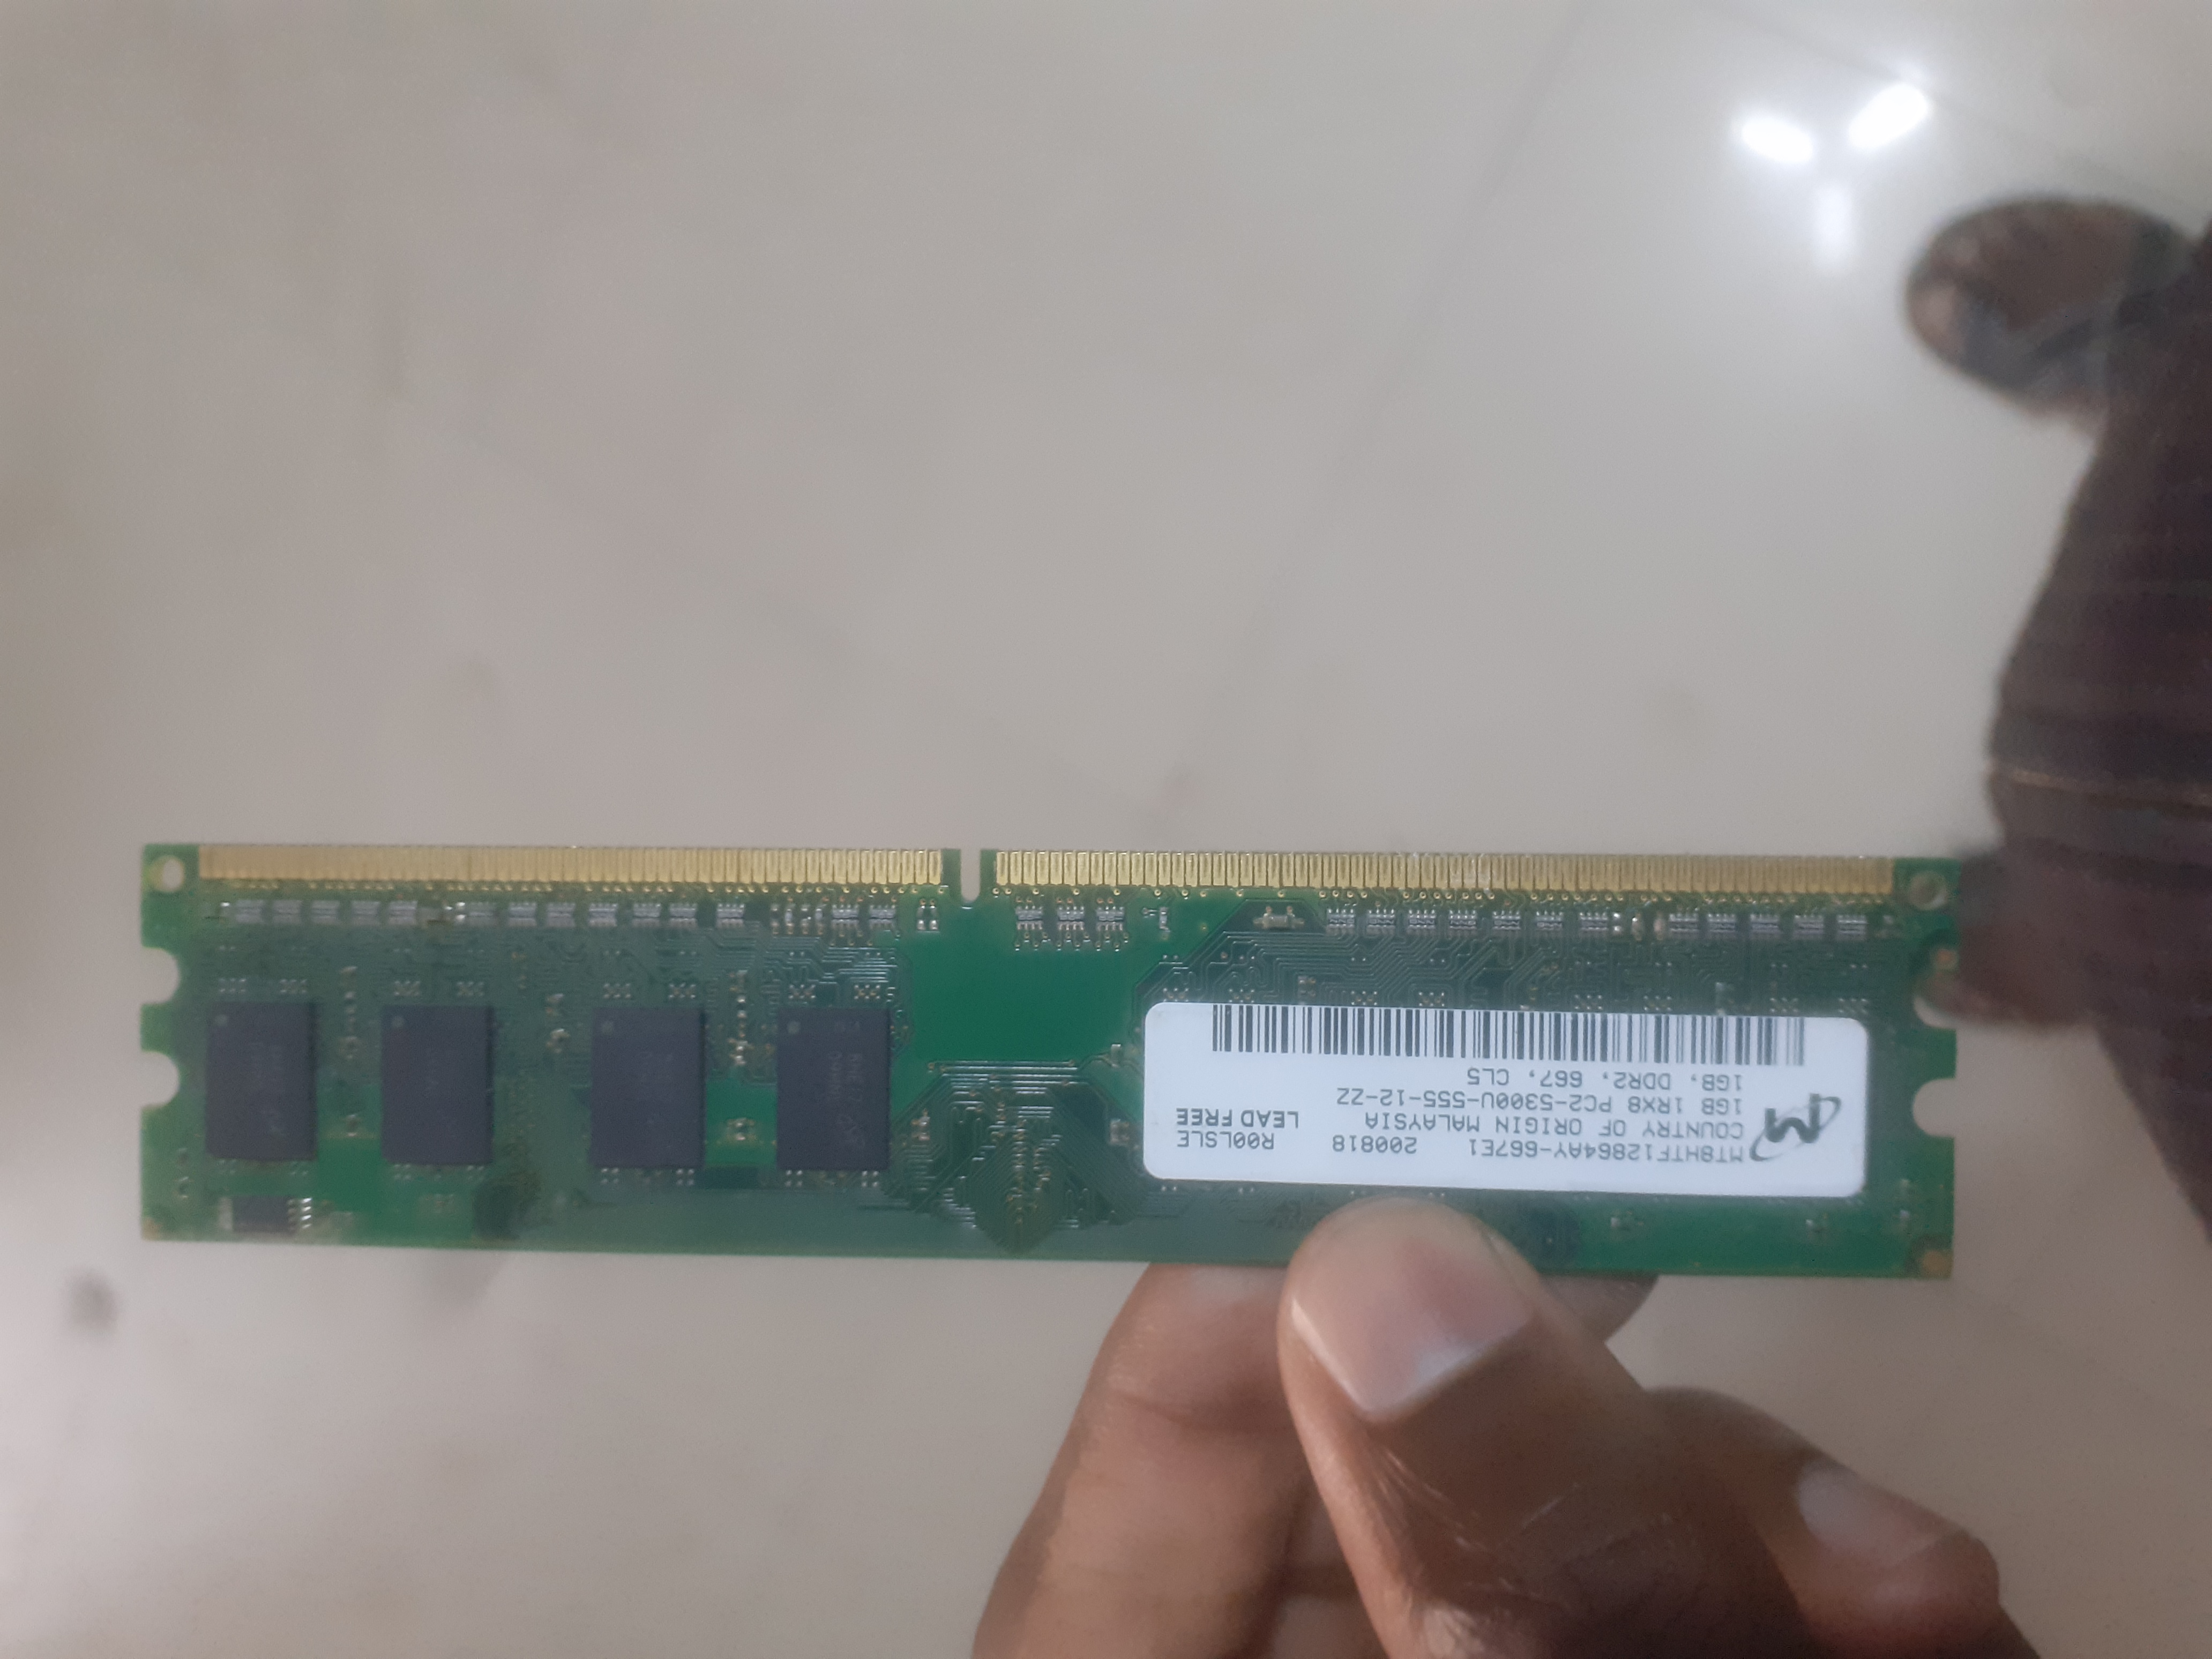 MT8HTF12864AY-667E1 200818 R00LSLE
COUNTRY OF ORIGIN MALAYSIA LEAD FREE
1GB 1RX8 PC2-5300U-555-12-ZZ
1GB, DDR2, 667, CL5